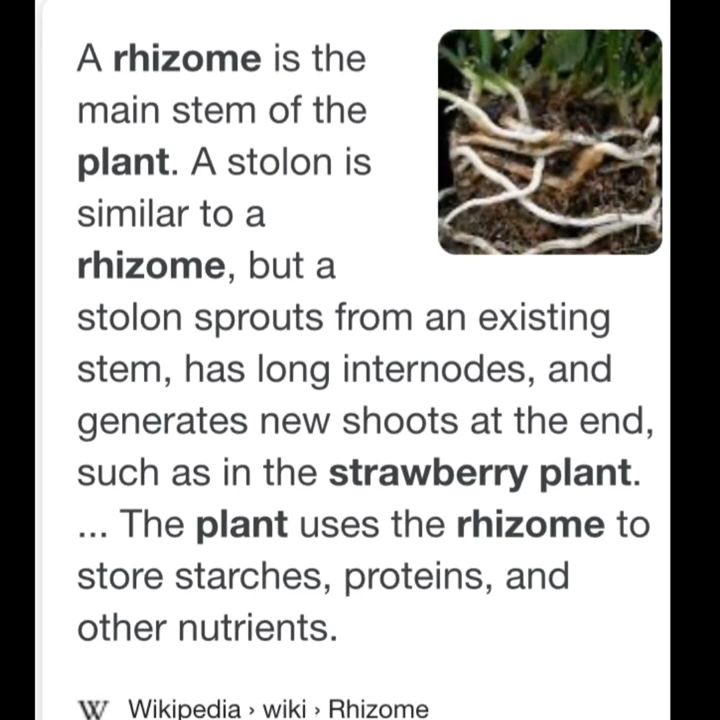 A rhizome is the
main stem of the
plant. A stolon is
similar to a
rhizome, but a
stolon sprouts from an existing
stem, has long internodes, and
generates new shoots at the end,
such as in the strawberry plant.
... The plant uses the rhizome to
store starches, proteins, and
other nutrients.
W Wikipedia › wiki › Rhizome